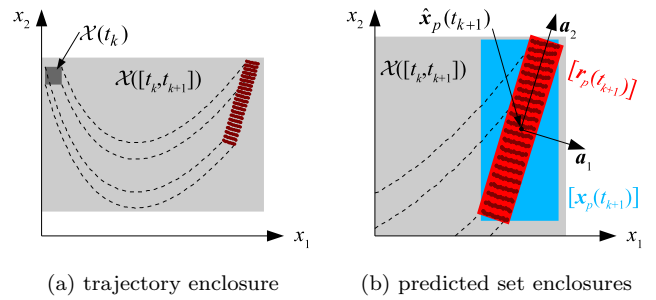 x₂
𝒳(tₖ)
𝒳([tₖ,tₖ₊₁])
x₁
(a) trajectory enclosure
x₂
x̂ₚ(tₖ₊₁)
a₂
𝒳([tₖ,tₖ₊₁])
[rₚ(tₖ₊₁)]
a₁
[xₚ(tₖ₊₁)]
x₁
(b) predicted set enclosures